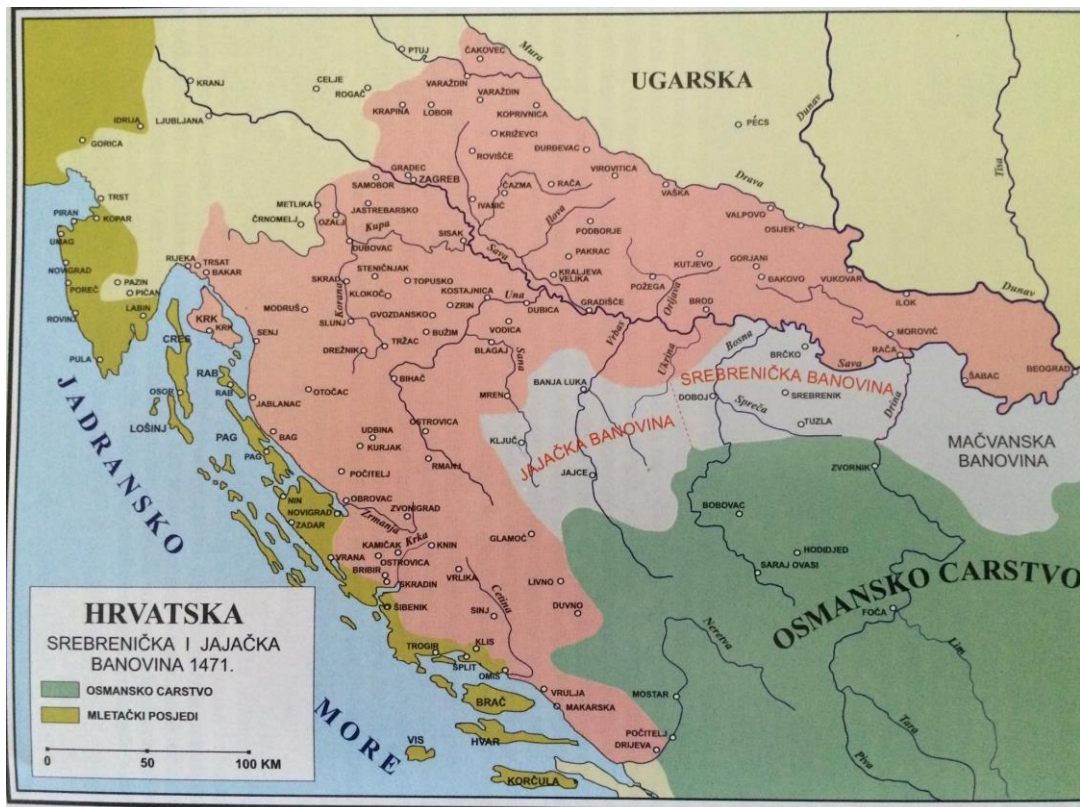 PTUJ
ČAKOVEC
Mura
UGARSKA
KRANJ
CELJE
ROGAČ
VARAŽDIN
VARAŽDIN
Dunav
KRAPINA
LOBOR
KOPRIVNICA
IDRIJA
LJUBLJANA
PÉCS
GORICA
KRIŽEVCI
ROVIŠĆE
ĐURĐEVAC
Tisa
GRADEC
ZAGREB
SAMOBOR
VIROVITICA
Drava
TRST
METLIKA
ČAZMA
RAČA
VAŠKA
PIRAN
KOPAR
ČRNOMELJ
OZALJ
JASTREBARSKO
IVANIĆ
Ilova
VALPOVO
UMAG
Kupa
SISAK
PODBORJE
OSIJEK
DUBOVAC
Sava
PAKRAC
NOVIGRAD
RIJEKA
TRSAT
BAKAR
STENIČNJAK
KUTJEVO
GORJANI
PAZIN
SKRAD
TOPUSKO
KRALJEVA
VELIKA
POŽEGA
ĐAKOVO
VUKOVAR
POREČ
PIĆAN
KLOKOČ
KOSTAJNICA
Una
Orljava
Dunav
ROVINJ
LABIN
KRK
MODRUŠ
Korana
GVOZDANSKO
ZRIN
DUBICA
GRADIŠĆE
BROD
ILOK
KRK
SLUNJ
BUŽIM
VODICA
Vrbas
Bosna
MOROVIĆ
CRES
SENJ
DREŽNIK
TRŽAC
BLAGAJ
Ukrina
BRČKO
RAČA
PULA
Sana
Sava
RAB
BIHAĆ
BANJA LUKA
SREBRENIČKA BANOVINA
ŠABAC
BEOGRAD
OSOR
RAB
OTOČAC
MREN
DOBOJ
SREBRENIK
Drina
LOŠINJ
JABLANAC
Spreča
PAG
BAG
UDBINA
OSTROVICA
KLJUČ
JAJAČKA BANOVINA
TUZLA
KURJAK
MAČVANSKA
BANOVINA
PAG
POČITELJ
RMANJ
JAJCE
ZVORNIK
JADRANSKO
NIN
OBROVAC
ZVONIGRAD
NOVIGRAD
Zrmanja
BOBOVAC
ZADAR
Krka
KAMIČAK
KNIN
GLAMOČ
HODIDJED
VRANA
OSTROVICA
SARAJ OVASI
BRIBIR
SKRADIN
VRLIKA
LIVNO
OSMANSKO CARSTVO
ŠIBENIK
SINJ
Cetina
DUVNO
FOČA
HRVATSKA
SREBRENIČKA I JAJAČKA
BANOVINA 1471.
OSMANSKO CARSTVO
MLETAČKI POSJEDI
0 50 100 KM
TROGIR
KLIS
SPLIT
OMIŠ
Neretva
Lim
MORE
BRAČ
VRULJA
MAKARSKA
MOSTAR
VIS
HVAR
POČITELJ
DRIJEVA
Tara
Piva
KORČULA